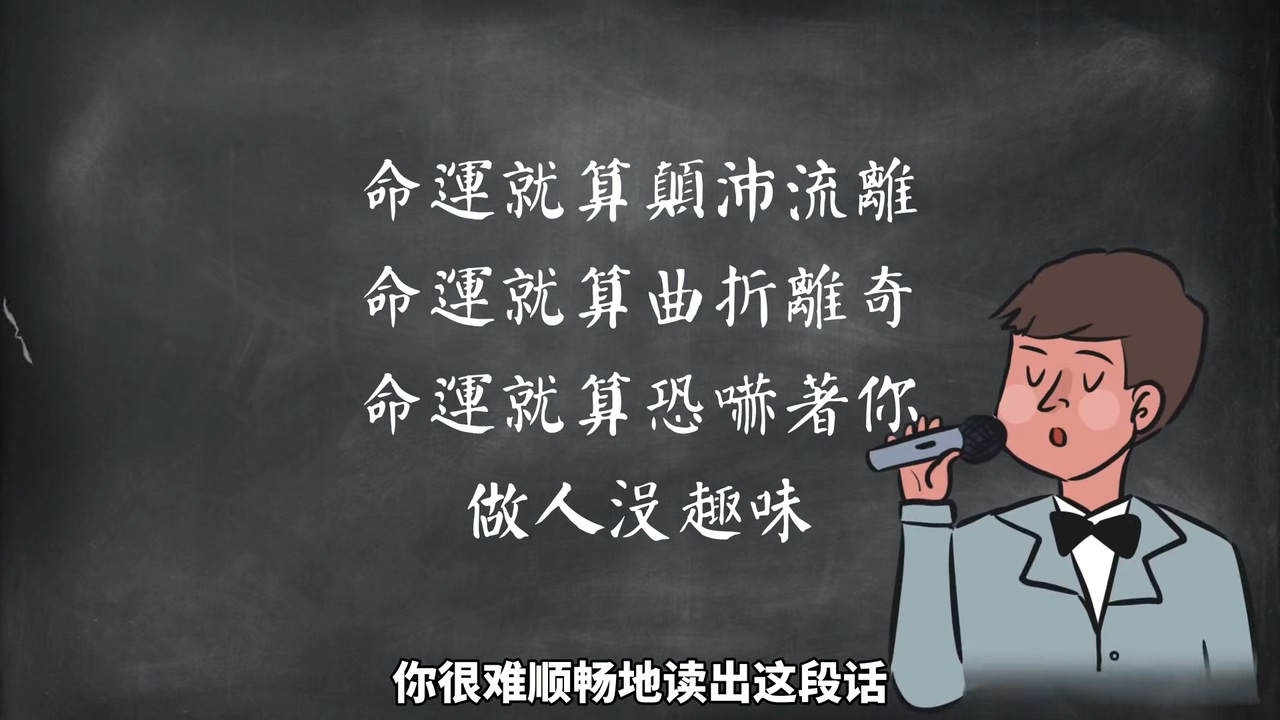 命運就算顛沛流離
命運就算曲折離奇
命運就算恐嚇著你
做人沒趣味
你很难顺畅地读出这段话